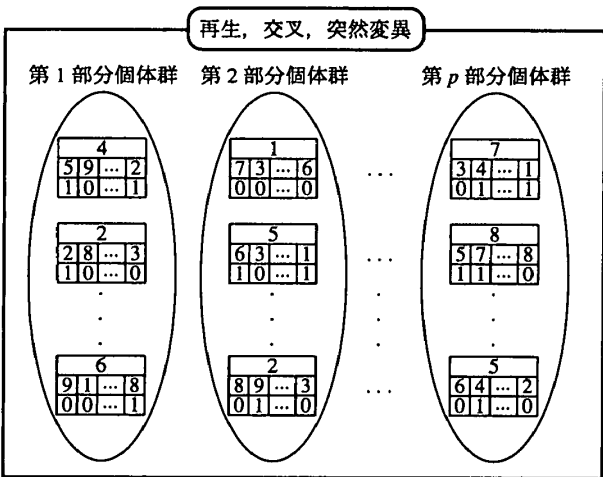 再生，交叉，突然変異
第1部分個体群 第2部分個体群 第p部分個体群
4 1 7
5 9 ... 2 7 3 ... 6 3 4 ... 1
1 0 ... 1 0 0 ... 0 0 1 ... 1
...
2 5 8
2 8 ... 3 6 3 ... 1 5 7 ... 8
1 0 ... 0 1 0 ... 1 1 1 ... 0
...
6 2 5
9 1 ... 8 8 9 ... 3 6 4 ... 2
0 0 ... 1 0 1 ... 0 0 1 ... 0
...